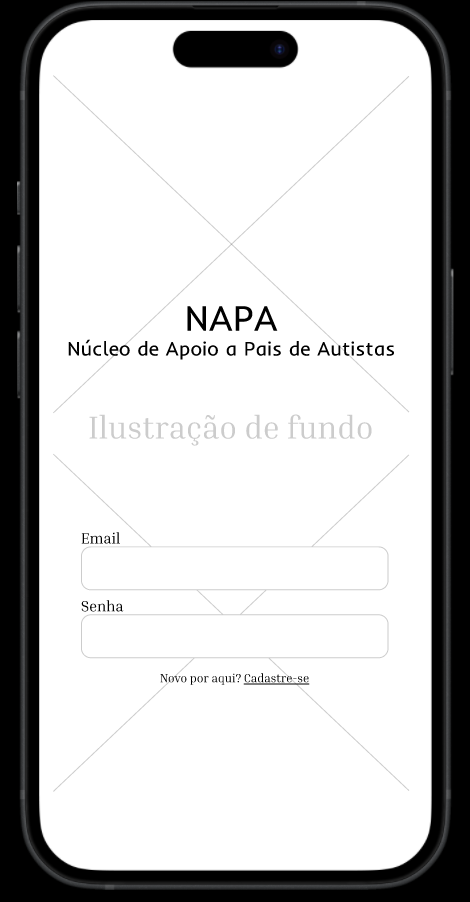 NAPA
Núcleo de Apoio a Pais de Autistas
Ilustração de fundo
Email
Senha
Novo por aqui? Cadastre-se